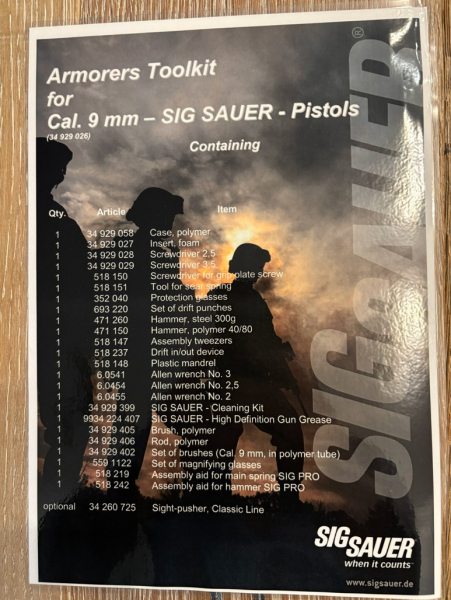 Armorers Toolkit
for
Cal. 9 mm – SIG SAUER - Pistols
(34 929 026)
Containing
Qty. Article Item
1 34 929 058 Case, polymer
1 34 929 027 Insert, foam
1 34 929 028 Screwdriver 2,5
1 34 929 029 Screwdriver 3,5
1 518 150 Screwdriver for grip plate screw
1 518 151 Tool for sear spring
1 352 040 Protection glasses
1 693 220 Set of drift punches
1 471 260 Hammer, steel 300g
1 471 150 Hammer, polymer 40/80
1 518 147 Assembly tweezers
1 518 237 Drift in/out device
1 518 148 Plastic mandrel
1 6.0541 Allen wrench No. 3
1 6.0454 Allen wrench No. 2,5
1 6.0455 Allen wrench No. 2
1 34 929 399 SIG SAUER - Cleaning Kit
1 9934 224 407 SIG SAUER - High Definition Gun Grease
1 34 929 405 Brush, polymer
1 34 929 406 Rod, polymer
1 34 929 402 Set of brushes (Cal. 9 mm, in polymer tube)
1 559 1122 Set of magnifying glasses
1 518 219 Assembly aid for main spring SIG PRO
1 518 242 Assembly aid for hammer SIG PRO
optional 34 260 725 Sight-pusher, Classic Line
SIG SAUER®
SIG SAUER
when it counts™
www.sigsauer.de